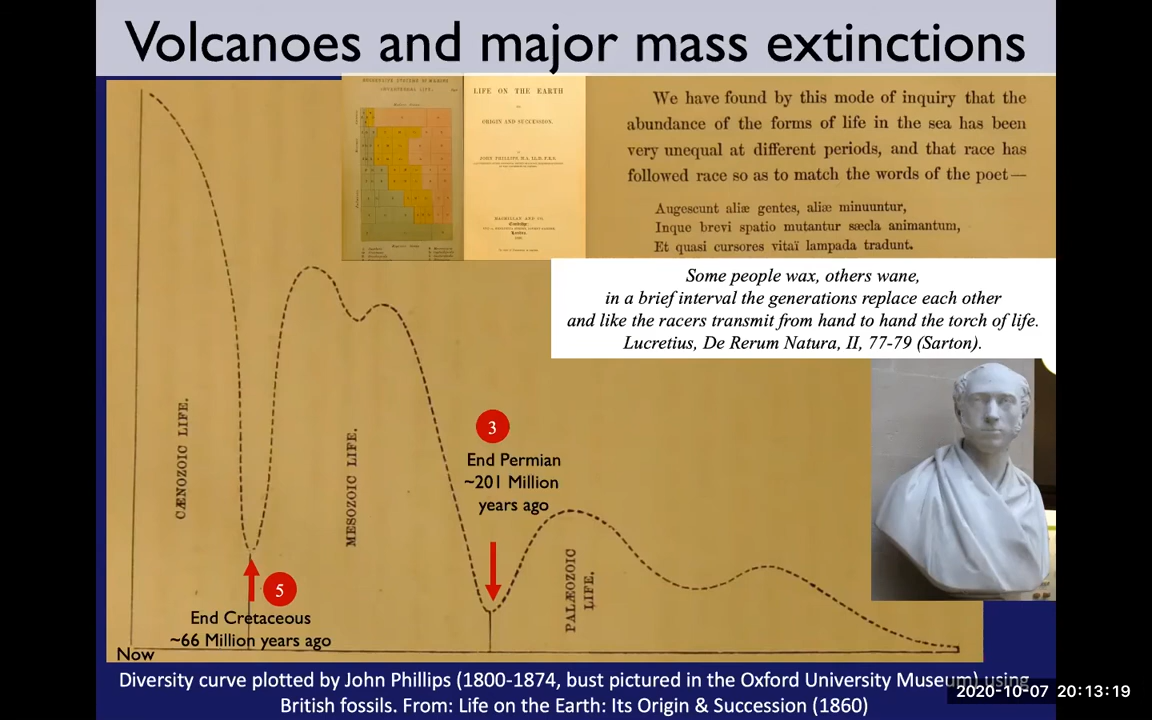 Volcanoes and major mass extinctions
LIFE ON THE EARTH
ORIGIN AND SUCCESSION.
JOHN PHILLIPS, M.A. LL.D. F.R.S.
MACMILLAN AND CO.
Cambridge:
London.
We have found by this mode of inquiry that the
abundance of the forms of life in the sea has been
very unequal at different periods, and that race has
followed race so as to match the words of the poet—
Augescunt aliæ gentes, aliæ minuuntur,
Inque brevi spatio mutantur sæcla animantum,
Et quasi cursores vitaï lampada tradunt.
Some people wax, others wane,
in a brief interval the generations replace each other
and like the racers transmit from hand to hand the torch of life.
Lucretius, De Rerum Natura, II, 77-79 (Sarton).
CÆNOZOIC LIFE.
MESOZOIC LIFE.
3
End Permian
~201 Million
years ago
PALÆOZOIC
LIFE.
5
End Cretaceous
~66 Million years ago
Now
Diversity curve plotted by John Phillips (1800-1874, bust pictured in the Oxford University Museum) using
British fossils. From: Life on the Earth: Its Origin & Succession (1860)
2020-10-07 20:13:19